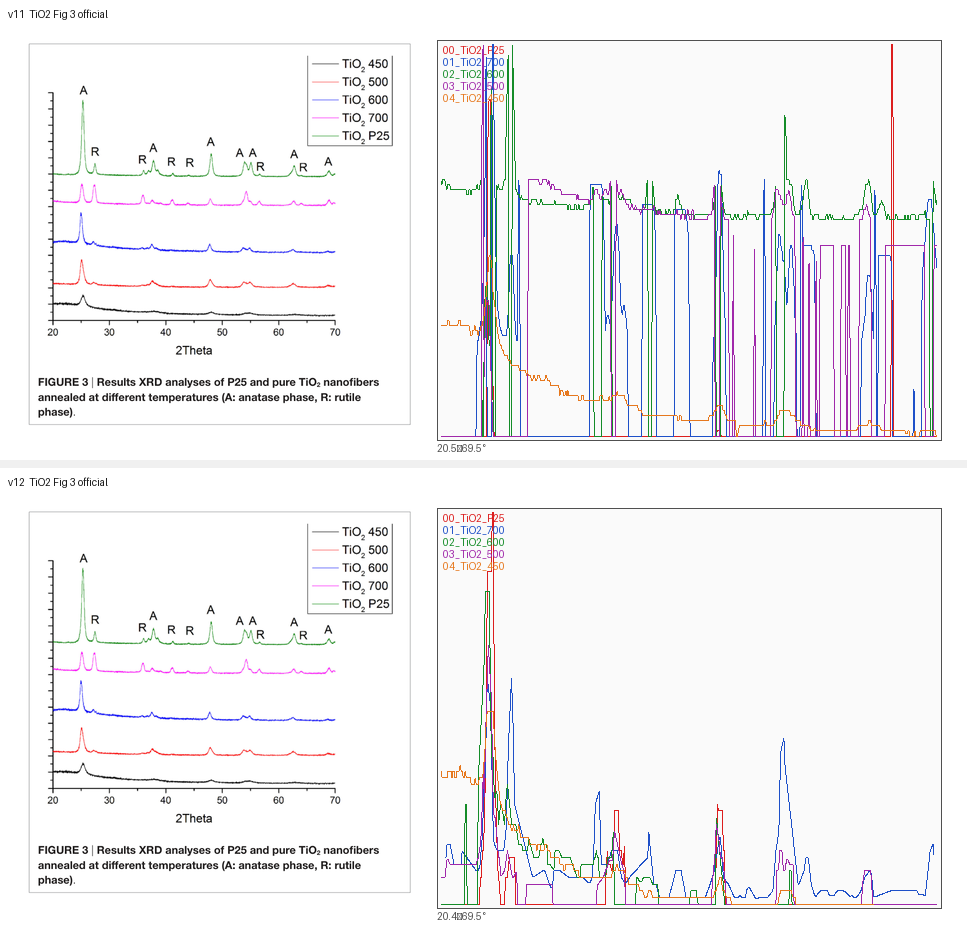 v11 TiO2 Fig 3 official
TiO2 450
TiO2 500
TiO2 600
TiO2 700
TiO2 P25
A
R
R
A
R
R
A
A
A
R
A
R
A
20
30
40
50
60
70
2Theta
FIGURE 3 | Results XRD analyses of P25 and pure TiO2 nanofibers
annealed at different temperatures (A: anatase phase, R: rutile
phase).
00_TiO2_P25
01_TiO2_700
02_TiO2_600
03_TiO2_500
04_TiO2_450
69.5°
v12 TiO2 Fig 3 official
TiO2 450
TiO2 500
TiO2 600
TiO2 700
TiO2 P25
A
R
R
A
R
R
A
A
A
R
A
R
A
20
30
40
50
60
70
2Theta
FIGURE 3 | Results XRD analyses of P25 and pure TiO2 nanofibers
annealed at different temperatures (A: anatase phase, R: rutile
phase).
00_TiO2_P25
01_TiO2_700
02_TiO2_600
03_TiO2_500
04_TiO2_450
69.5°